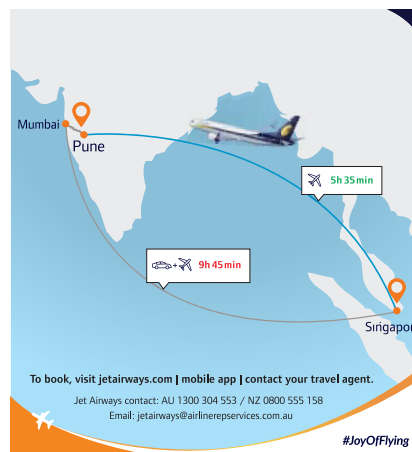 Mumbai
Pune
5h 35min
9h 45min
Singapor
To book, visit jetairways.com | mobile app | contact your travel agent.
Jet Airways contact: AU 1300 304 553 / NZ 0800 555 158
Email: jetairways@airlinerepservices.com.au
#JoyOfFlying